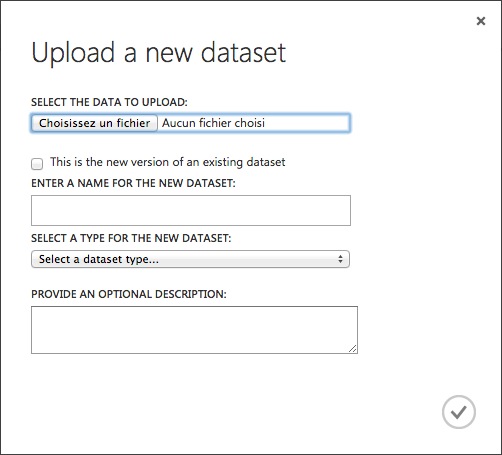 Upload a new dataset
SELECT THE DATA TO UPLOAD:
Choisissez un fichier Aucun fichier choisi
This is the new version of an existing dataset
ENTER A NAME FOR THE NEW DATASET:
SELECT A TYPE FOR THE NEW DATASET:
Select a dataset type...
PROVIDE AN OPTIONAL DESCRIPTION: